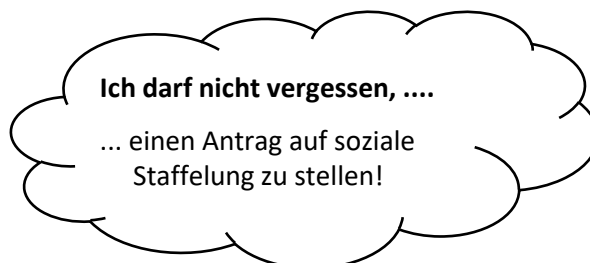 Ich darf nicht vergessen, ....
... einen Antrag auf soziale
Staffelung zu stellen!